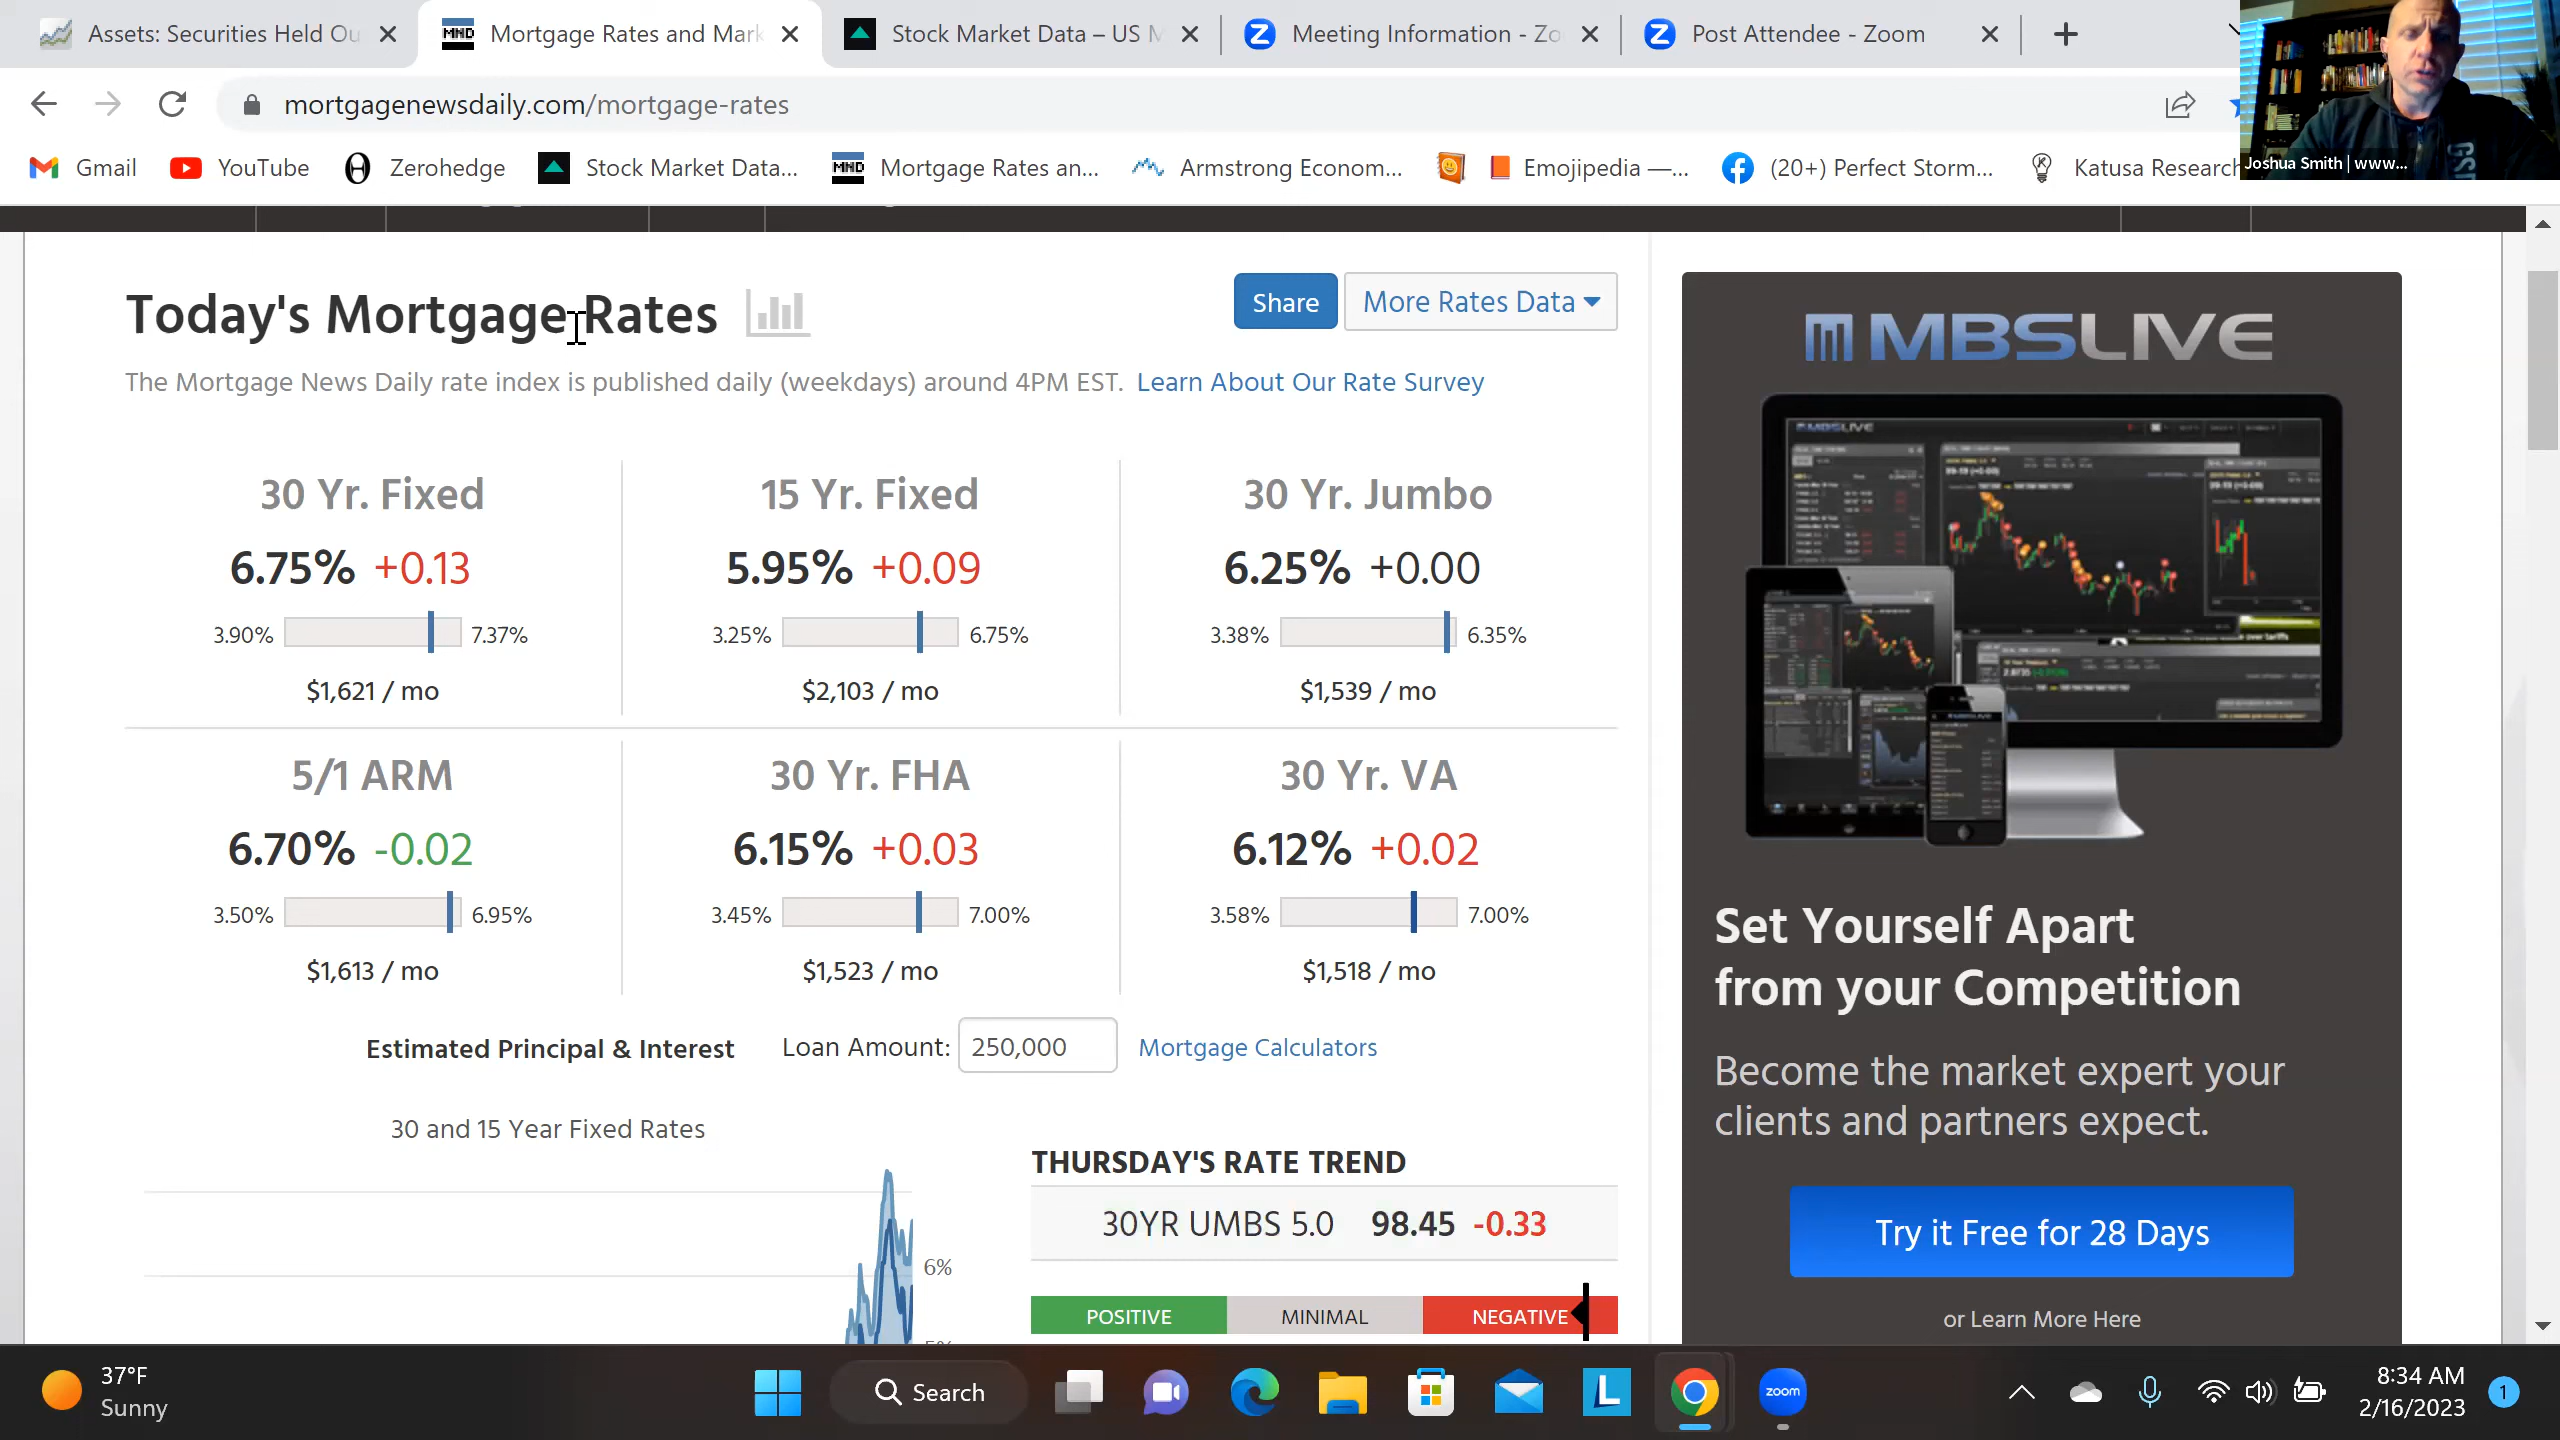 Assets: Securities Held Ou
Mortgage Rates and Mark
Stock Market Data – US M
Meeting Information - Zo
Post Attendee - Zoom
mortgagenewsdaily.com/mortgage-rates
Gmail
YouTube
Zerohedge
Stock Market Data...
Mortgage Rates an...
Armstrong Econom...
Emojipedia —...
(20+) Perfect Storm...
Katusa Research
Joshua Smith | www...
Today's Mortgage Rates
Share
More Rates Data
The Mortgage News Daily rate index is published daily (weekdays) around 4PM EST. Learn About Our Rate Survey
30 Yr. Fixed
6.75% +0.13
3.90% 7.37%
$1,621 / mo
15 Yr. Fixed
5.95% +0.09
3.25% 6.75%
$2,103 / mo
30 Yr. Jumbo
6.25% +0.00
3.38% 6.35%
$1,539 / mo
5/1 ARM
6.70% -0.02
3.50% 6.95%
$1,613 / mo
30 Yr. FHA
6.15% +0.03
3.45% 7.00%
$1,523 / mo
30 Yr. VA
6.12% +0.02
3.58% 7.00%
$1,518 / mo
Estimated Principal & Interest Loan Amount: 250,000 Mortgage Calculators
30 and 15 Year Fixed Rates
6%
THURSDAY'S RATE TREND
30YR UMBS 5.0 98.45 -0.33
POSITIVE MINIMAL NEGATIVE
MBSLIVE
MBSLIVE
MBSLIVE
Set Yourself Apart
from your Competition
Become the market expert your
clients and partners expect.
Try it Free for 28 Days
or Learn More Here
37°F
Sunny
Search
zoom
8:34 AM
2/16/2023
1